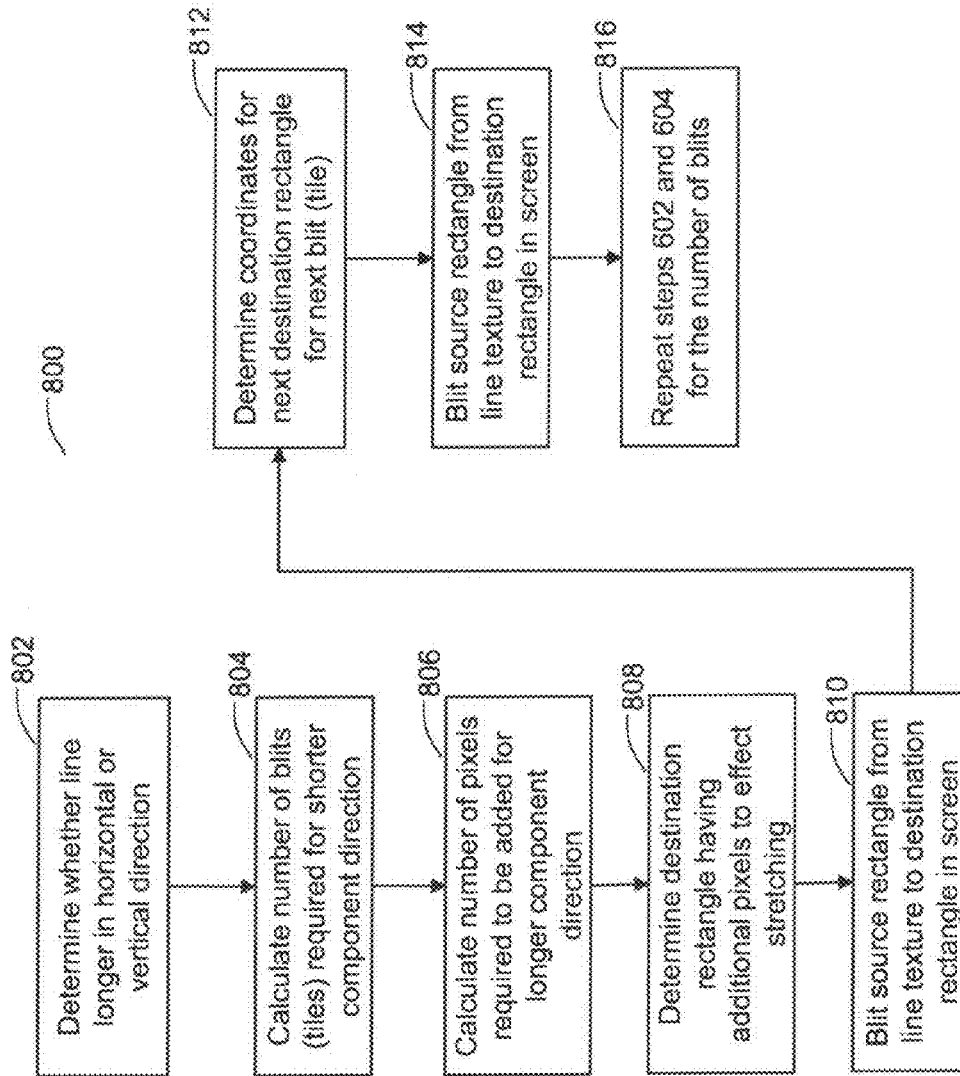 800
802
Determine whether line
longer in horizontal or
vertical direction
804
Calculate number of blits
(tiles) required for shorter
component direction
806
Calculate number of pixels
required to be added for
longer component
direction
808
Determine destination
rectangle having
additional pixels to effect
stretching
810
Blit source rectangle from
line texture to destination
rectangle in screen
812
Determine coordinates for
next destination rectangle
for next blit (tile)
814
Blit source rectangle from
line texture to destination
rectangle in screen
816
Repeat steps 602 and 604
for the number of blits